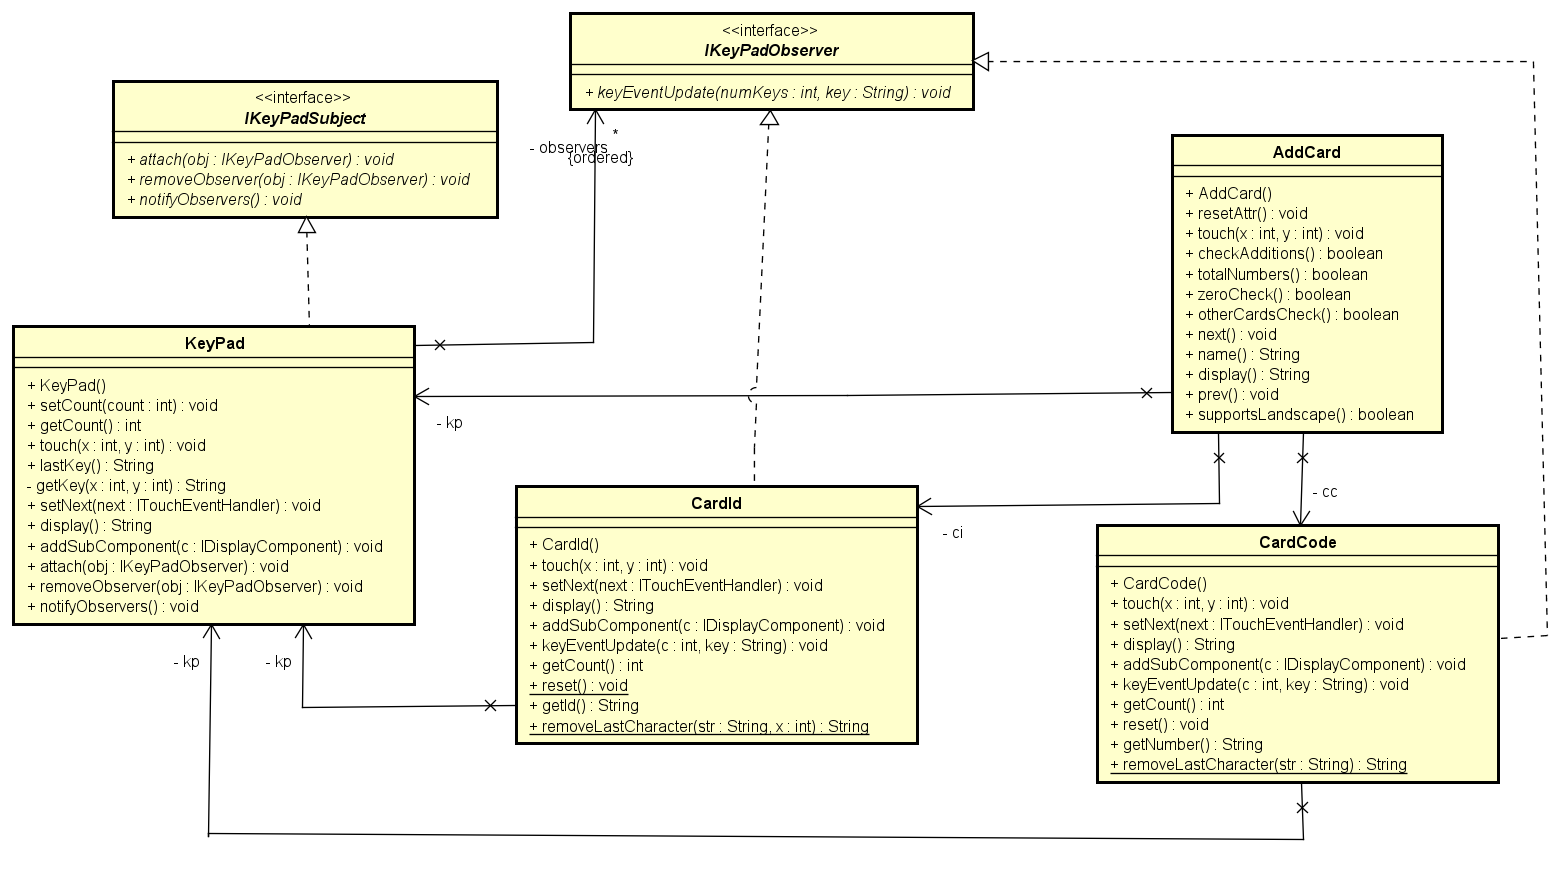 <<interface>>
IKeyPadObserver
+ keyEventUpdate(numKeys : int, key : String) : void
<<interface>>
IKeyPadSubject
+ attach(obj : IKeyPadObserver) : void
+ removeObserver(obj : IKeyPadObserver) : void
+ notifyObservers() : void
*
- observers
{ordered}
AddCard
+ AddCard()
+ resetAttr() : void
+ touch(x : int, y : int) : void
+ checkAdditions() : boolean
+ totalNumbers() : boolean
+ zeroCheck() : boolean
+ otherCardsCheck() : boolean
+ next() : void
+ name() : String
+ display() : String
+ prev() : void
+ supportsLandscape() : boolean
KeyPad
+ KeyPad()
+ setCount(count : int) : void
+ getCount() : int
+ touch(x : int, y : int) : void
+ lastKey() : String
- getKey(x : int, y : int) : String
+ setNext(next : ITouchEventHandler) : void
+ display() : String
+ addSubComponent(c : IDisplayComponent) : void
+ attach(obj : IKeyPadObserver) : void
+ removeObserver(obj : IKeyPadObserver) : void
+ notifyObservers() : void
- kp
CardId
+ CardId()
+ touch(x : int, y : int) : void
+ setNext(next : ITouchEventHandler) : void
+ display() : String
+ addSubComponent(c : IDisplayComponent) : void
+ keyEventUpdate(c : int, key : String) : void
+ getCount() : int
+ reset() : void
+ getId() : String
+ removeLastCharacter(str : String, x : int) : String
- cc
- ci
CardCode
+ CardCode()
+ touch(x : int, y : int) : void
+ setNext(next : ITouchEventHandler) : void
+ display() : String
+ addSubComponent(c : IDisplayComponent) : void
+ keyEventUpdate(c : int, key : String) : void
+ getCount() : int
+ reset() : void
+ getNumber() : String
+ removeLastCharacter(str : String) : String
- kp
- kp